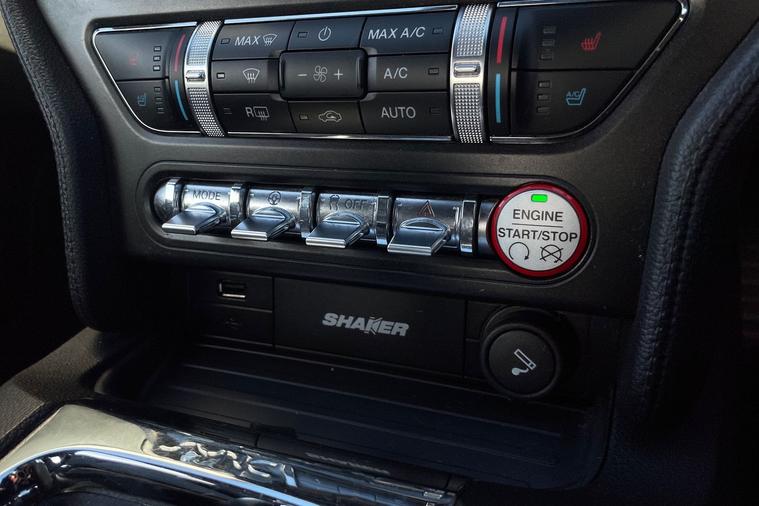 MAX
MAX A/C
- +
A/C
R
AUTO
A/C
MODE
OFF
ENGINE
START/STOP
SHAKER